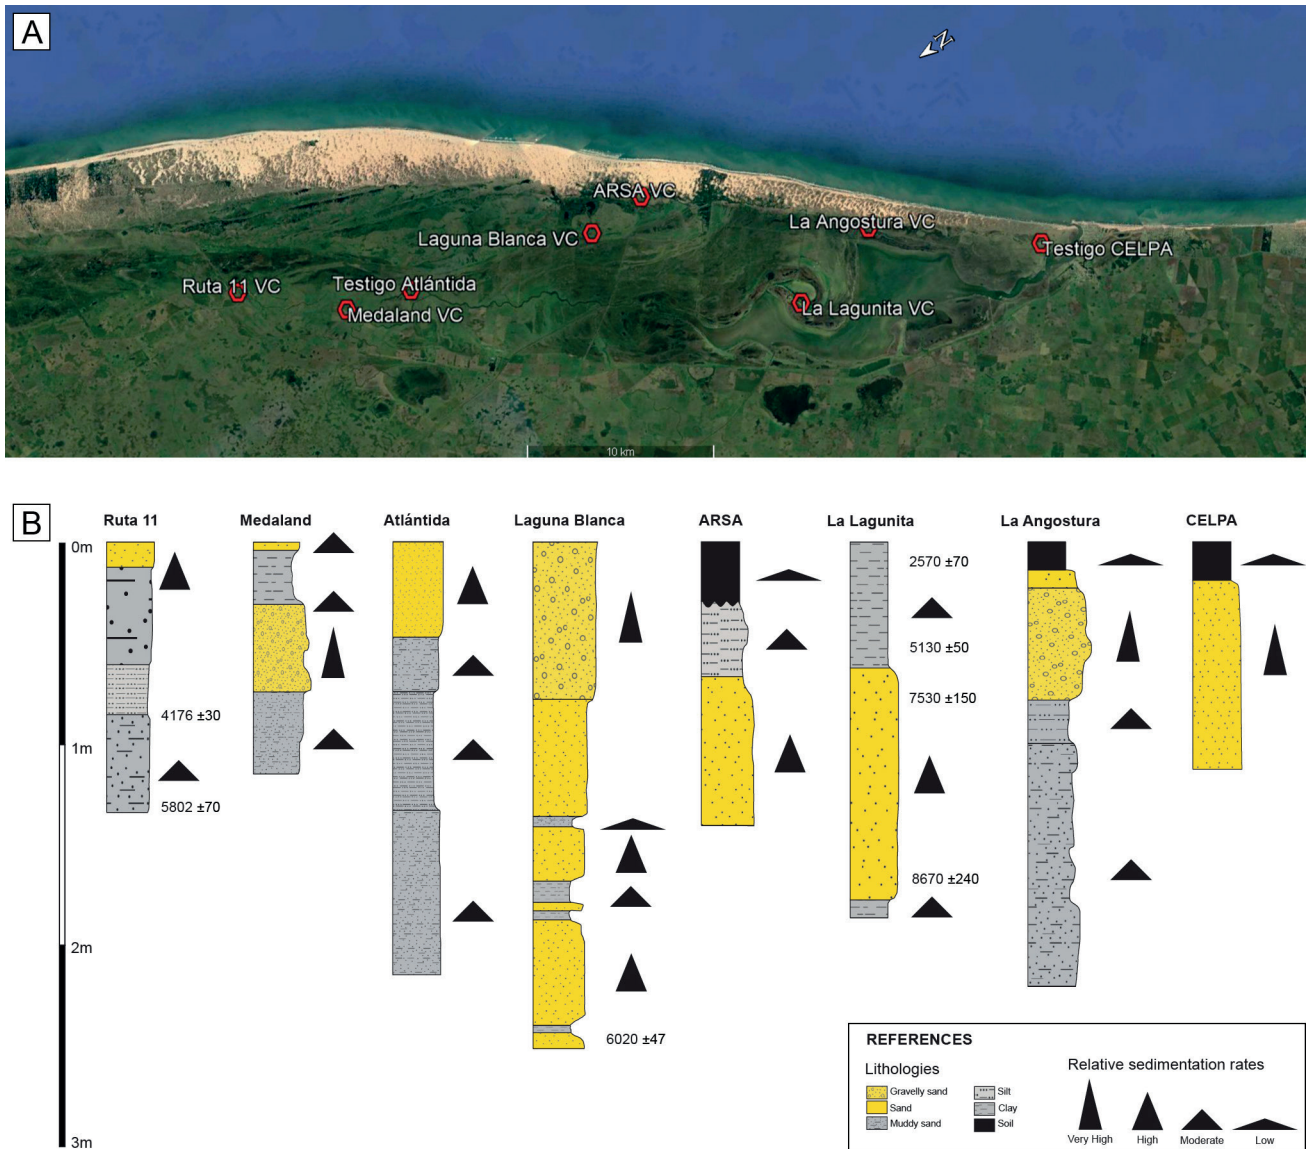 A
N
ARSA VC
La Angostura VC
Laguna Blanca VC
Testigo CELPA
Ruta 11 VC
Testigo Atlántida
Medaland VC
La Lagunita VC
10 km
B
Ruta 11
Medaland
Atlántida
Laguna Blanca
ARSA
La Lagunita
La Angostura
CELPA
0m
1m
2m
3m
4176 ±30
5802 ±70
6020 ±47
2570 ±70
5130 ±50
7530 ±150
8670 ±240
REFERENCES
Lithologies
Gravelly sand
Sand
Muddy sand
Silt
Clay
Soil
Relative sedimentation rates
Very High
High
Moderate
Low